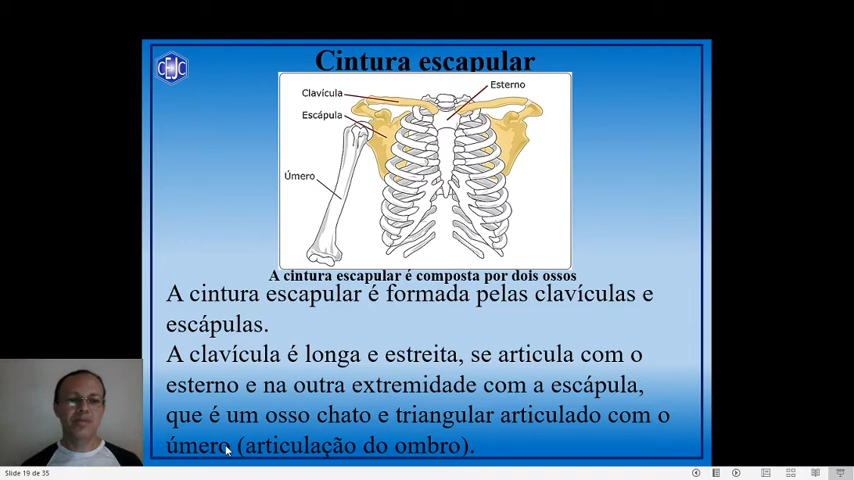 Cintura escapular
CEJC
Clavícula
Esterno
Escápula
Úmero
A cintura escapular é composta por dois ossos
A cintura escapular é formada pelas clavículas e
escápulas.
A clavícula é longa e estreita, se articula com o
esterno e na outra extremidade com a escápula,
que é um osso chato e triangular articulado com o
úmero (articulação do ombro).
Slide 19 de 35